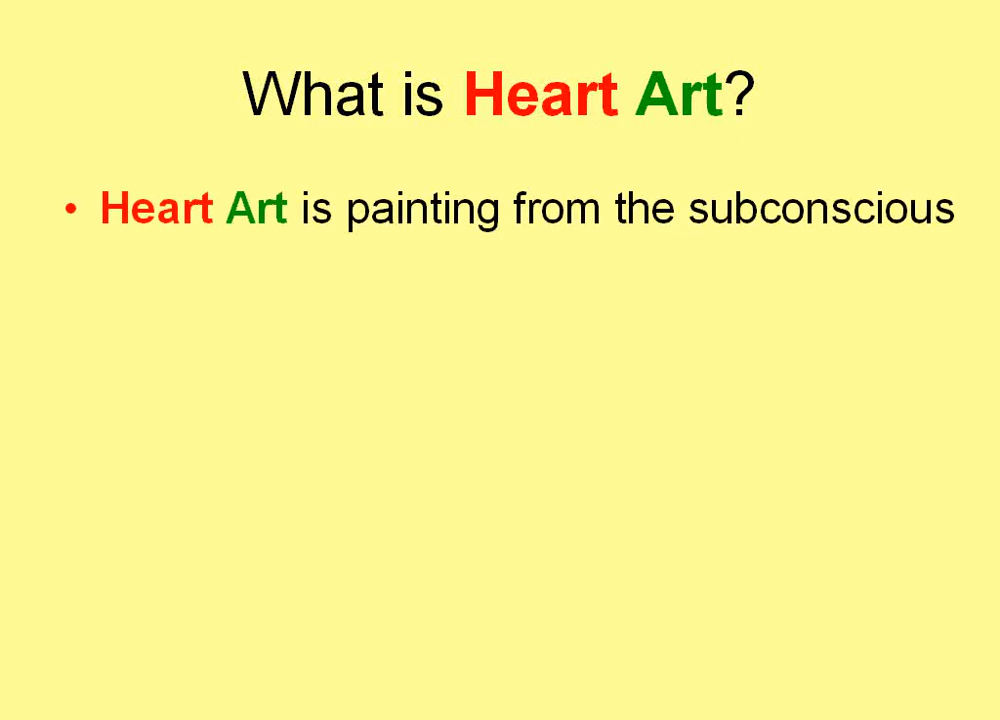 What is Heart Art?
• Heart Art is painting from the subconscious